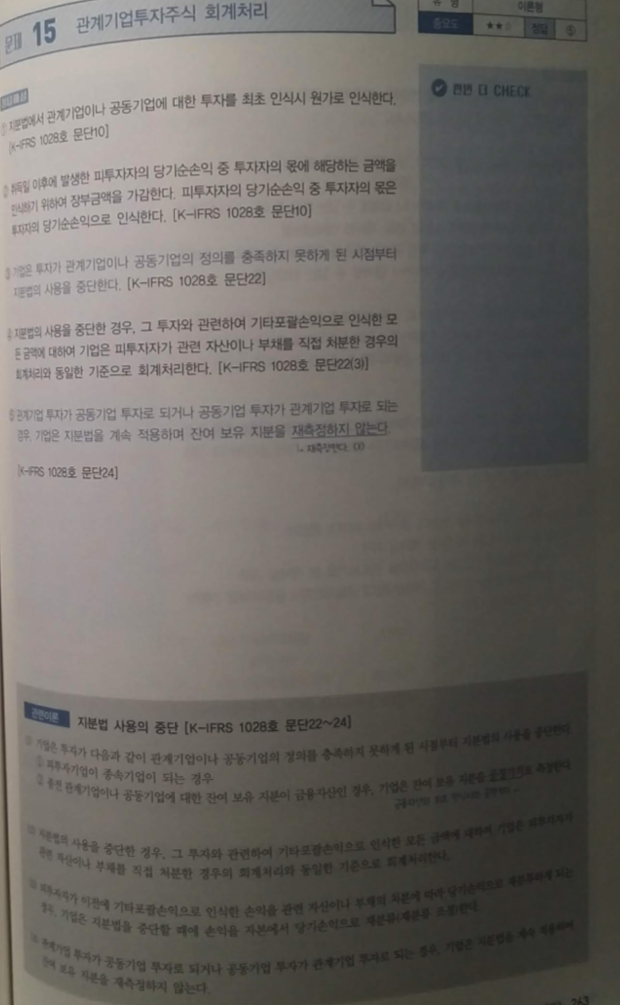 문제 15 관계기업투자주식 회계처리
유 형 이론형
중요도 ★★☆ 정답 ⑤
한번 더 CHECK
① 지분법에서 관계기업이나 공동기업에 대한 투자를 최초 인식시 원가로 인식한다.
[K-IFRS 1028호 문단10]
② 취득일 이후에 발생한 피투자자의 당기순손익 중 투자자의 몫에 해당하는 금액을
인식하기 위하여 장부금액을 가감한다. 피투자자의 당기순손익 중 투자자의 몫은
투자자의 당기순손익으로 인식한다. [K-IFRS 1028호 문단10]
③ 기업은 투자가 관계기업이나 공동기업의 정의를 충족하지 못하게 된 시점부터
지분법의 사용을 중단한다. [K-IFRS 1028호 문단22]
④ 지분법의 사용을 중단한 경우, 그 투자와 관련하여 기타포괄손익으로 인식한 모
든 금액에 대하여 기업은 피투자자가 관련 자산이나 부채를 직접 처분한 경우의
회계처리와 동일한 기준으로 회계처리한다. [K-IFRS 1028호 문단22(3)]
⑤ 관계기업 투자가 공동기업 투자로 되거나 공동기업 투자가 관계기업 투자로 되는
경우, 기업은 지분법을 계속 적용하며 잔여 보유 지분을 재측정하지 않는다.
재측정한다. (X)
[K-IFRS 1028호 문단24]
관련이론 지분법 사용의 중단 [K-IFRS 1028호 문단22~24]
기업은 투자가 다음과 같이 관계기업이나 공동기업의 정의를 충족하지 못하게 된 시점부터 지분법의 사용을 중단한다.
① 피투자기업이 종속기업이 되는 경우
② 종전 관계기업이나 공동기업에 대한 잔여 보유 지분이 금융자산인 경우, 기업은 잔여 보유 지분을 공정가치로 측정한다.
지분법의 사용을 중단한 경우, 그 투자와 관련하여 기타포괄손익으로 인식한 모든 금액에 대하여 기업은 피투자자가
관련 자산이나 부채를 직접 처분한 경우의 회계처리와 동일한 기준으로 회계처리한다.
피투자자가 이전에 기타포괄손익으로 인식한 손익을 관련 자산이나 부채의 처분에 따라 당기손익으로 재분류하게 되는
경우, 기업은 지분법을 중단할 때에 손익을 자본에서 당기손익으로 재분류(재분류 조정)한다.
관계기업 투자가 공동기업 투자로 되거나 공동기업 투자가 관계기업 투자로 되는 경우, 기업은 지분법을 계속 적용하며
잔여 보유 지분을 재측정하지 않는다.
263